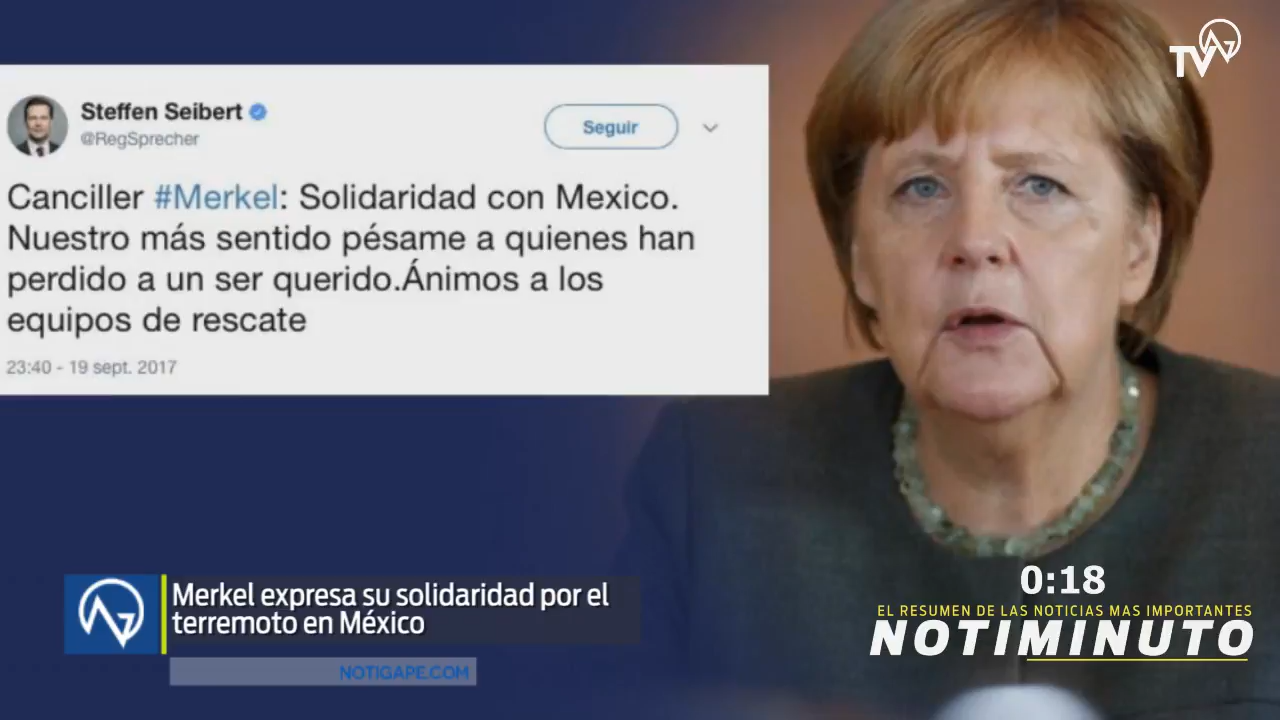 TV
Steffen Seibert
@RegSprecher
Seguir
Canciller #Merkel: Solidaridad con Mexico.
Nuestro más sentido pésame a quienes han
perdido a un ser querido.Ánimos a los
equipos de rescate
23:40 - 19 sept. 2017
Merkel expresa su solidaridad por el
terremoto en México
NOTIGAPE.COM
0:18
EL RESUMEN DE LAS NOTICIAS MAS IMPORTANTES
NOTIMINUTO